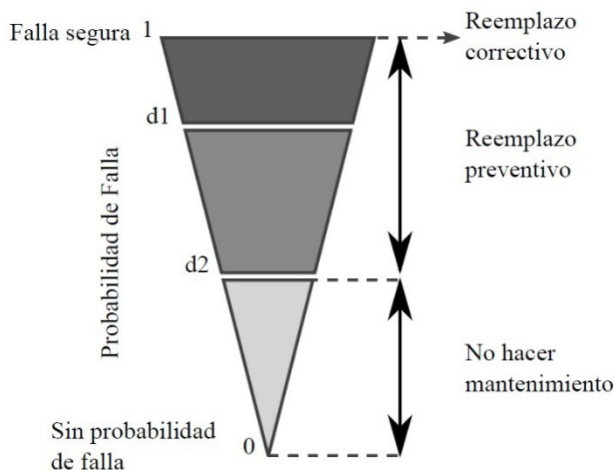 Falla segura 1
Reemplazo
correctivo
d1
Reemplazo
preventivo
Probabilidad de Falla
d2
No hacer
mantenimiento
Sin probabilidad
de falla
0